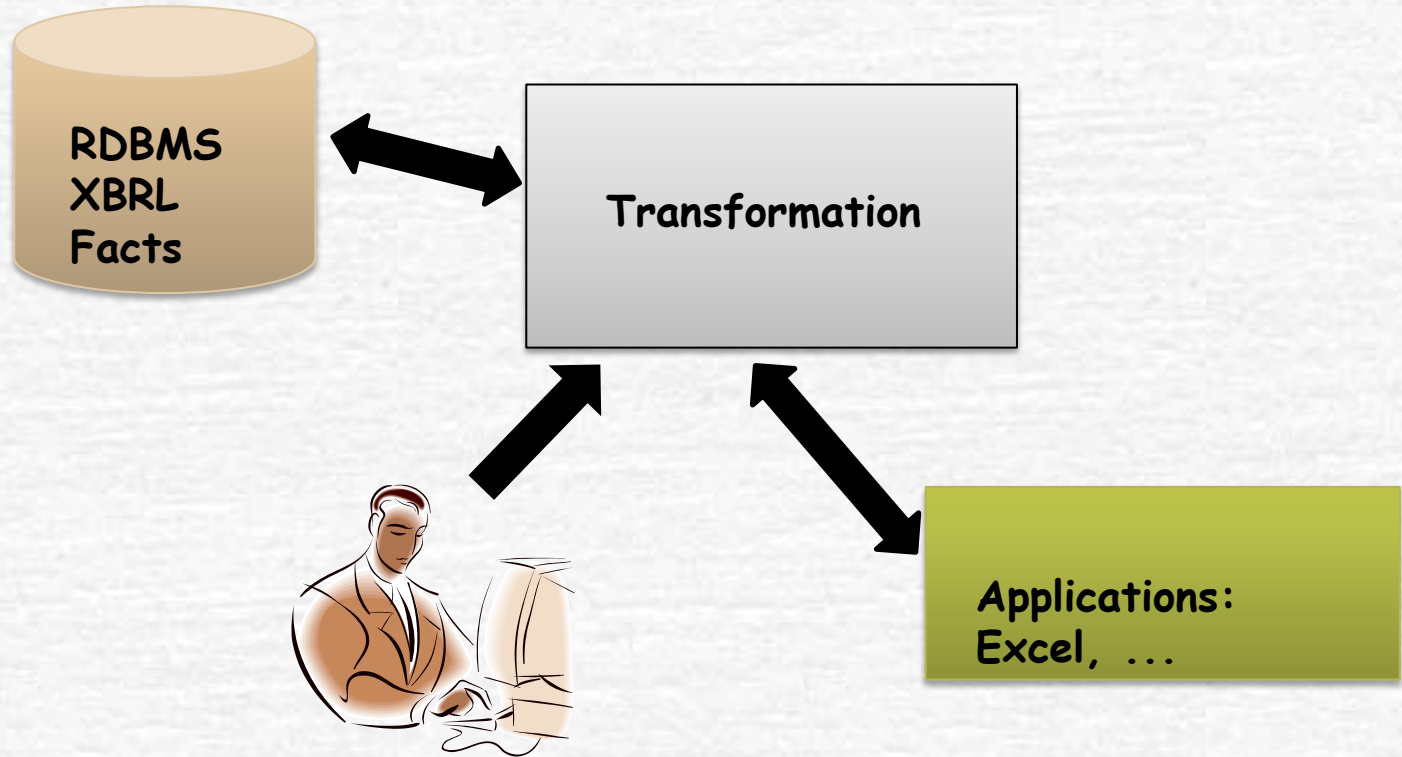 RDBMS
XBRL
Facts
Transformation
Applications:
Excel, ...